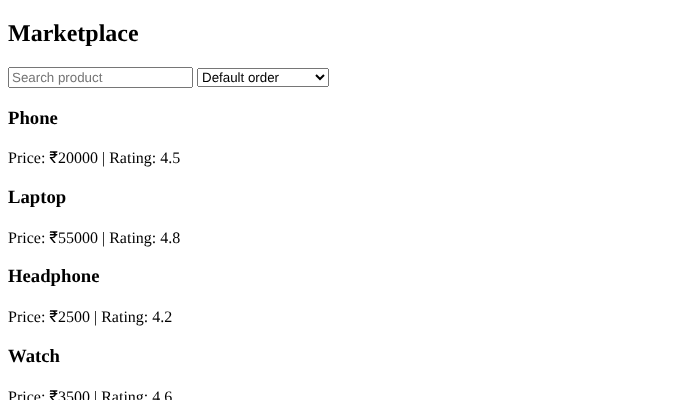 Marketplace
Search product Default order
Phone
Price: ₹20000 | Rating: 4.5
Laptop
Price: ₹55000 | Rating: 4.8
Headphone
Price: ₹2500 | Rating: 4.2
Watch
Price: ₹3500 | Rating: 4.6